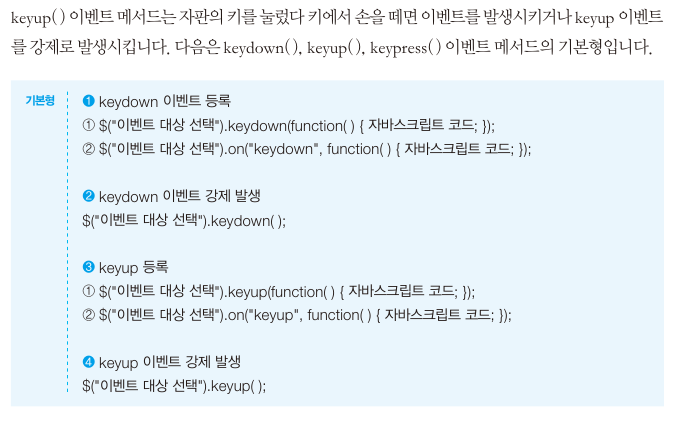 keyup( ) 이벤트 메서드는 자판의 키를 눌렀다 키에서 손을 떼면 이벤트를 발생시키거나 keyup 이벤트
를 강제로 발생시킵니다. 다음은 keydown( ), keyup( ), keypress( ) 이벤트 메서드의 기본형입니다.
기본형
❶ keydown 이벤트 등록
① $("이벤트 대상 선택").keydown(function( ) { 자바스크립트 코드; });
② $("이벤트 대상 선택").on("keydown", function( ) { 자바스크립트 코드; });
❷ keydown 이벤트 강제 발생
$("이벤트 대상 선택").keydown( );
❸ keyup 등록
① $("이벤트 대상 선택").keyup(function( ) { 자바스크립트 코드; });
② $("이벤트 대상 선택").on("keyup", function( ) { 자바스크립트 코드; });
❹ keyup 이벤트 강제 발생
$("이벤트 대상 선택").keyup( );